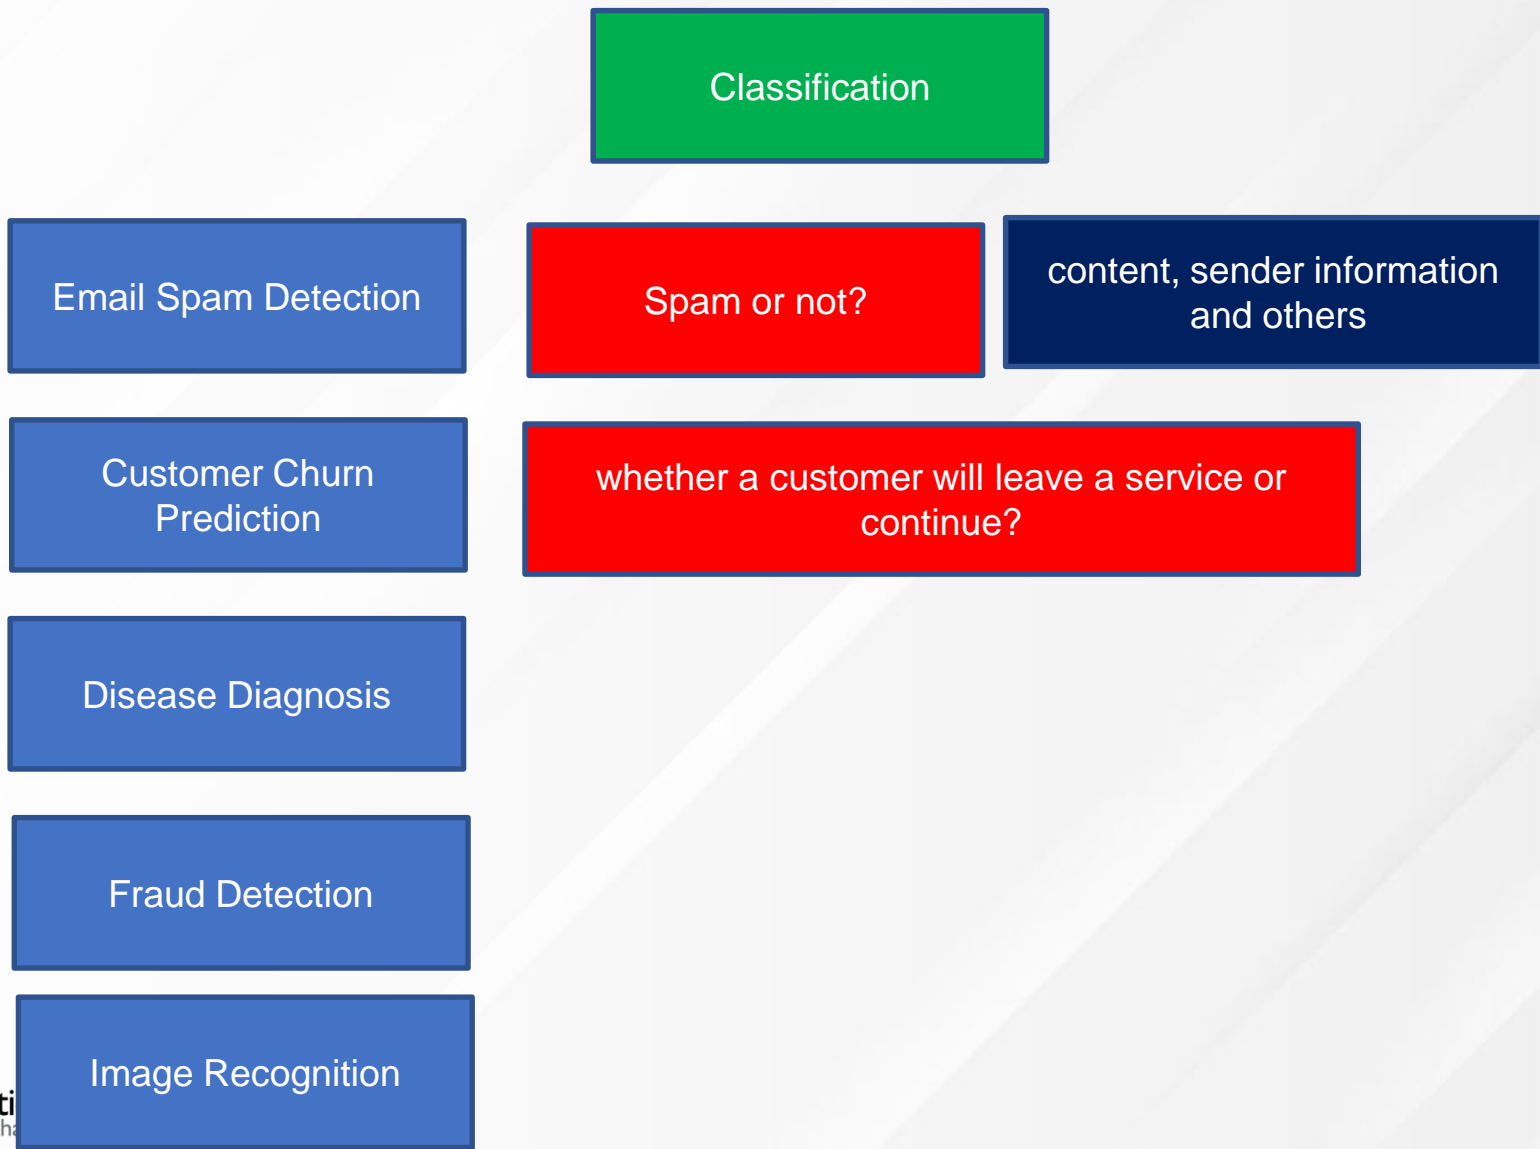 Classification
Email Spam Detection
Spam or not?
content, sender information
and others
Customer Churn
Prediction
whether a customer will leave a service or
continue?
Disease Diagnosis
Fraud Detection
Image Recognition